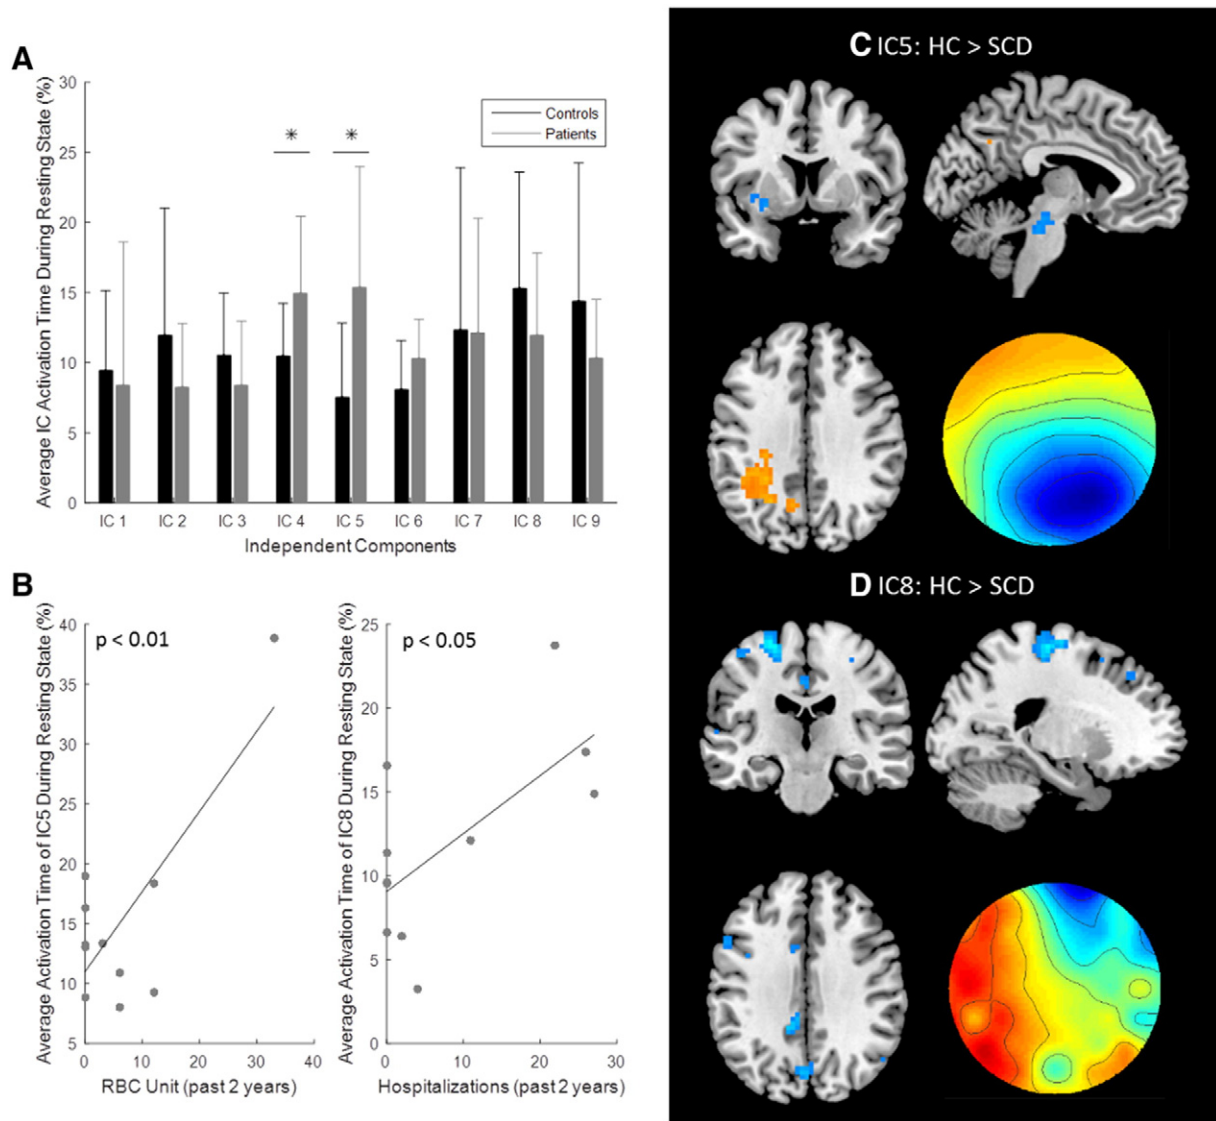 A
Average IC Activation Time During Resting State (%)
30
25
20
15
10
5
0
* *
Controls
Patients
IC 1 IC 2 IC 3 IC 4 IC 5 IC 6 IC 7 IC 8 IC 9
Independent Components
B
Average Activation Time of IC5 During Resting State (%)
40
35
30
25
20
15
10
5
p < 0.01
0 10 20 30 40
RBC Unit (past 2 years)
Average Activation Time of IC8 During Resting State (%)
25
20
15
10
5
0
p < 0.05
0 10 20 30
Hospitalizations (past 2 years)
C IC5: HC > SCD
D IC8: HC > SCD